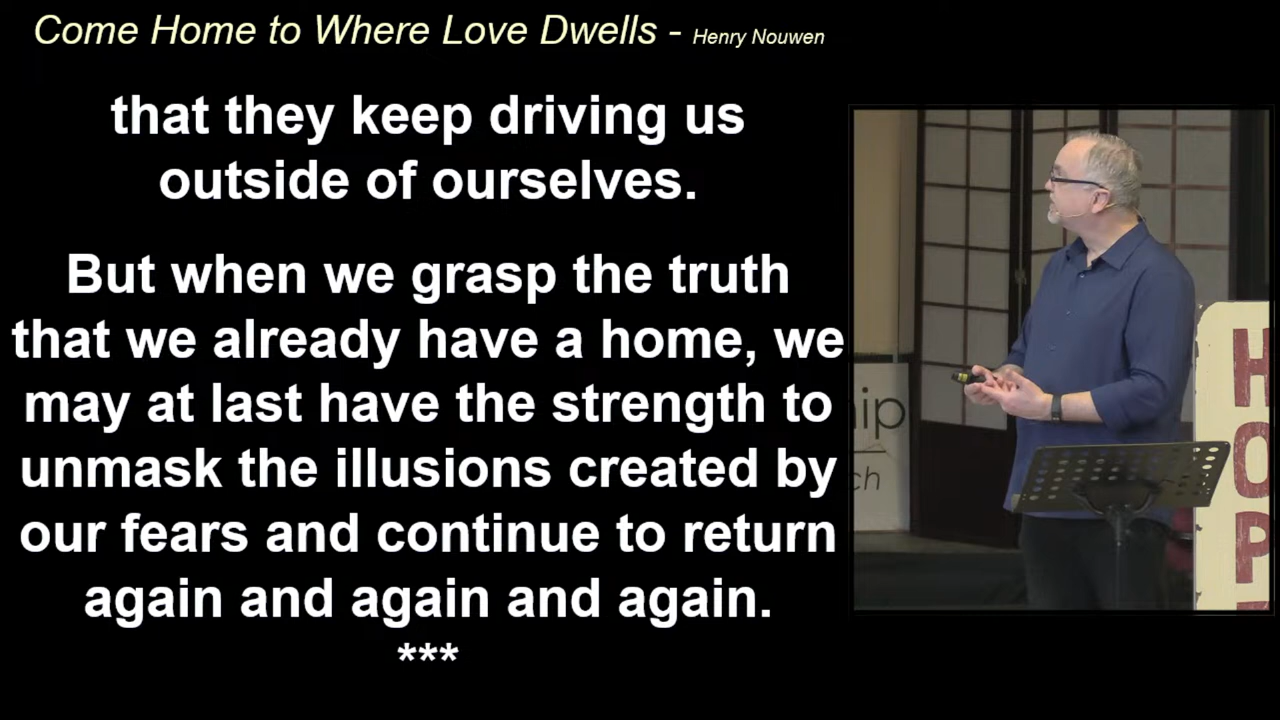 Come Home to Where Love Dwells - Henry Nouwen
that they keep driving us
outside of ourselves.
But when we grasp the truth
that we already have a home, we
may at last have the strength to
unmask the illusions created by
our fears and continue to return
again and again and again.
***
ip
ch
H
O
P